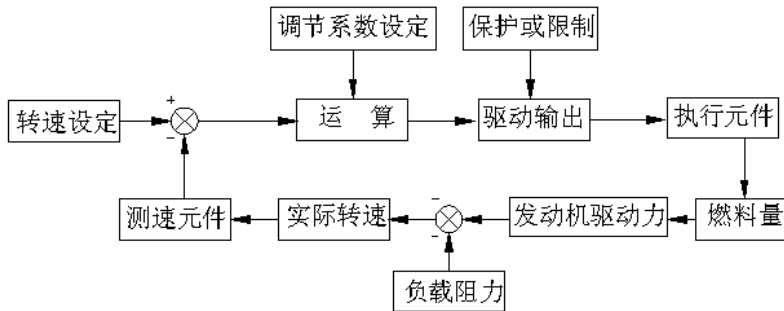 调节系数设定
保护或限制
转速设定
+
−
运 算
驱动输出
执行元件
测速元件
实际转速
−
−
发动机驱动力
燃料量
负载阻力